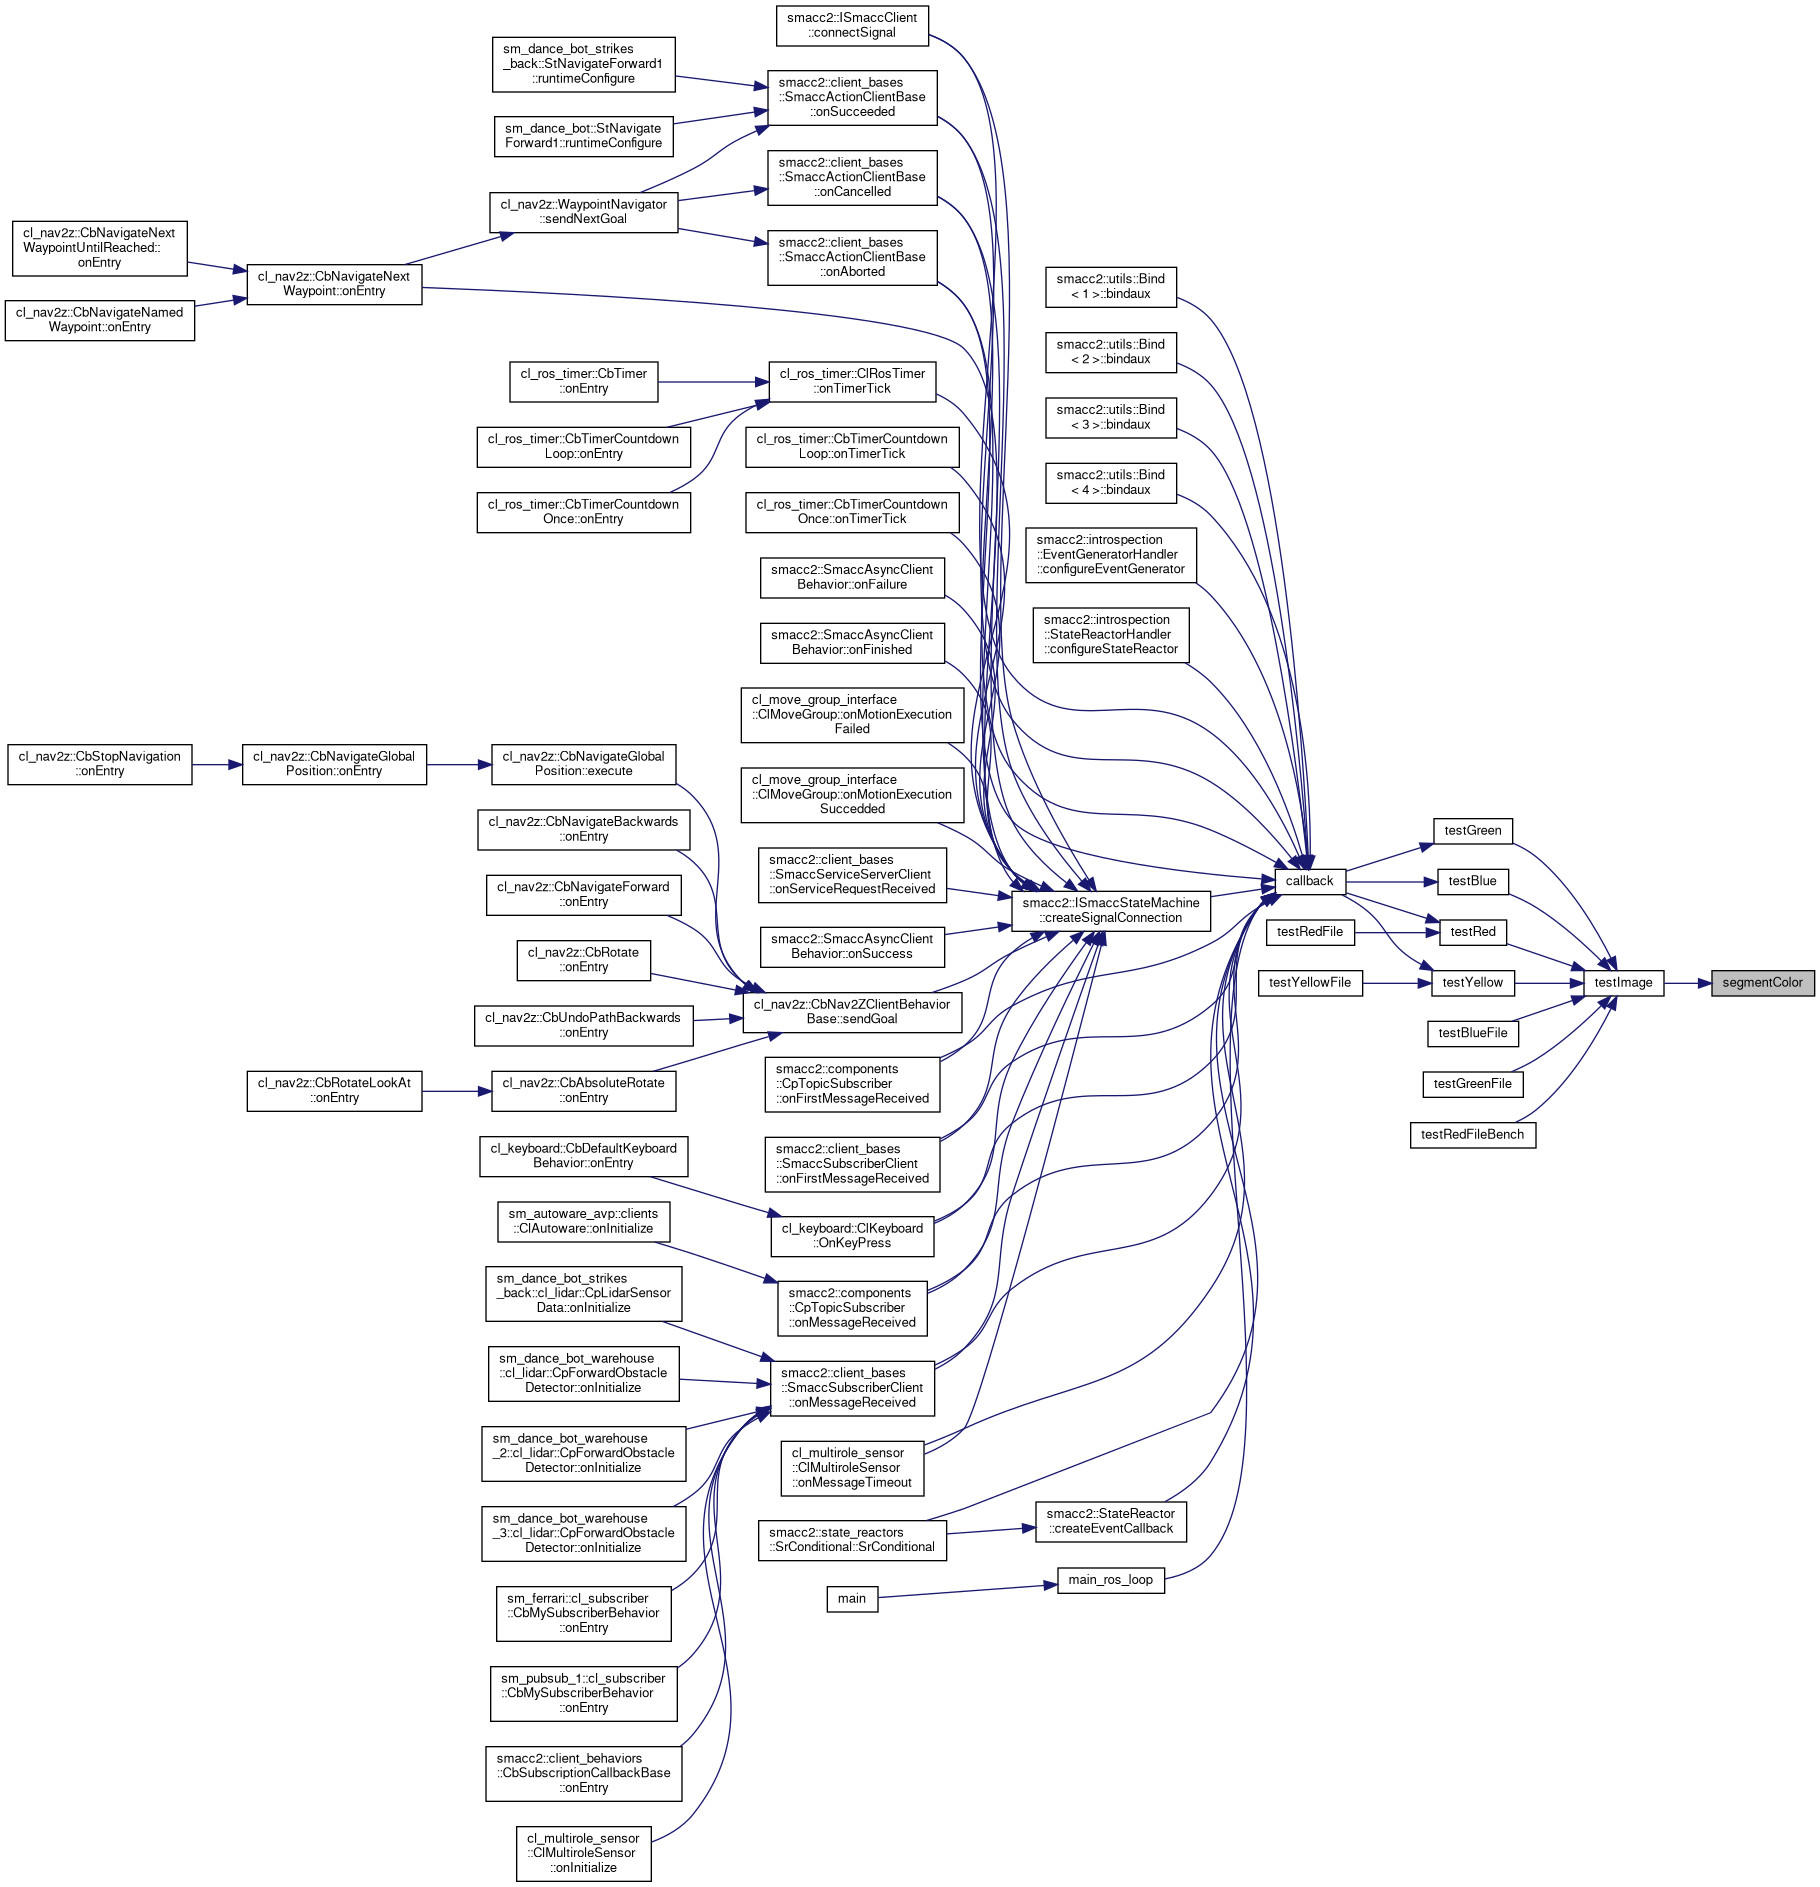 smacc2::ISmaccClient
::connectSignal
sm_dance_bot_strikes
_back::StNavigateForward1
::runtimeConfigure
smacc2::client_bases
::SmaccActionClientBase
::onSucceeded
sm_dance_bot::StNavigate
Forward1::runtimeConfigure
smacc2::client_bases
::SmaccActionClientBase
::onCancelled
cl_nav2z::WaypointNavigator
::sendNextGoal
cl_nav2z::CbNavigateNext
WaypointUntilReached::
onEntry
smacc2::client_bases
::SmaccActionClientBase
::onAborted
cl_nav2z::CbNavigateNext
Waypoint::onEntry
cl_nav2z::CbNavigateNamed
Waypoint::onEntry
smacc2::utils::Bind
< 1 >::bindaux
smacc2::utils::Bind
< 2 >::bindaux
cl_ros_timer::CbTimer
::onEntry
cl_ros_timer::ClRosTimer
::onTimerTick
smacc2::utils::Bind
< 3 >::bindaux
cl_ros_timer::CbTimerCountdown
Loop::onEntry
cl_ros_timer::CbTimerCountdown
Loop::onTimerTick
smacc2::utils::Bind
< 4 >::bindaux
cl_ros_timer::CbTimerCountdown
Once::onEntry
cl_ros_timer::CbTimerCountdown
Once::onTimerTick
smacc2::introspection
::EventGeneratorHandler
::configureEventGenerator
smacc2::SmaccAsyncClient
Behavior::onFailure
smacc2::introspection
::StateReactorHandler
::configureStateReactor
smacc2::SmaccAsyncClient
Behavior::onFinished
cl_move_group_interface
::ClMoveGroup::onMotionExecution
Failed
cl_nav2z::CbStopNavigation
::onEntry
cl_nav2z::CbNavigateGlobal
Position::onEntry
cl_nav2z::CbNavigateGlobal
Position::execute
cl_move_group_interface
::ClMoveGroup::onMotionExecution
Succedded
cl_nav2z::CbNavigateBackwards
::onEntry
testGreen
smacc2::client_bases
::SmaccServiceServerClient
::onServiceRequestReceived
callback
testBlue
cl_nav2z::CbNavigateForward
::onEntry
smacc2::ISmaccStateMachine
::createSignalConnection
testRedFile
testRed
smacc2::SmaccAsyncClient
Behavior::onSuccess
cl_nav2z::CbRotate
::onEntry
testYellowFile
testYellow
testImage
segmentColor
cl_nav2z::CbNav2ZClientBehavior
Base::sendGoal
cl_nav2z::CbUndoPathBackwards
::onEntry
testBlueFile
smacc2::components
::CpTopicSubscriber
::onFirstMessageReceived
cl_nav2z::CbRotateLookAt
::onEntry
cl_nav2z::CbAbsoluteRotate
::onEntry
testGreenFile
testRedFileBench
cl_keyboard::CbDefaultKeyboard
Behavior::onEntry
smacc2::client_bases
::SmaccSubscriberClient
::onFirstMessageReceived
sm_autoware_avp::clients
::ClAutoware::onInitialize
cl_keyboard::ClKeyboard
::OnKeyPress
sm_dance_bot_strikes
_back::cl_lidar::CpLidarSensor
Data::onInitialize
smacc2::components
::CpTopicSubscriber
::onMessageReceived
sm_dance_bot_warehouse
::cl_lidar::CpForwardObstacle
Detector::onInitialize
smacc2::client_bases
::SmaccSubscriberClient
::onMessageReceived
sm_dance_bot_warehouse
_2::cl_lidar::CpForwardObstacle
Detector::onInitialize
cl_multirole_sensor
::ClMultiroleSensor
::onMessageTimeout
sm_dance_bot_warehouse
_3::cl_lidar::CpForwardObstacle
Detector::onInitialize
smacc2::state_reactors
::SrConditional::SrConditional
smacc2::StateReactor
::createEventCallback
main
main_ros_loop
sm_ferrari::cl_subscriber
::CbMySubscriberBehavior
::onEntry
sm_pubsub_1::cl_subscriber
::CbMySubscriberBehavior
::onEntry
smacc2::client_behaviors
::CbSubscriptionCallbackBase
::onEntry
cl_multirole_sensor
::ClMultiroleSensor
::onInitialize